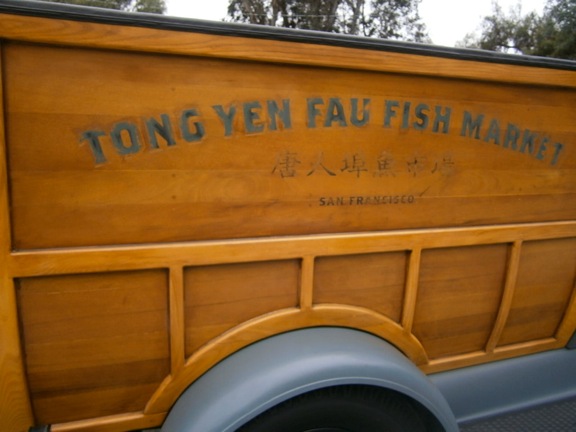 TONG YEN FAU FISH MARKET
唐人埠魚市場
SAN FRANCISCO